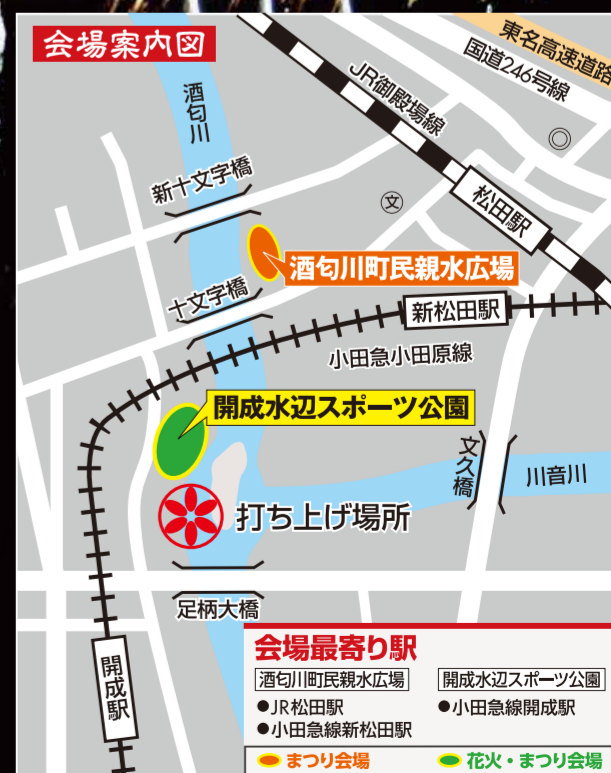 会場案内図
東名高速道路
国道246号線
JR御殿場線
酒匂川
新十文字橋
文
松田駅
酒匂川町民親水広場
十文字橋
新松田駅
小田急小田原線
開成水辺スポーツ公園
文久橋
川音川
打ち上げ場所
足柄大橋
開成駅
会場最寄り駅
酒匂川町民親水広場
●JR松田駅
●小田急線新松田駅
開成水辺スポーツ公園
●小田急線開成駅
まつり会場
花火・まつり会場